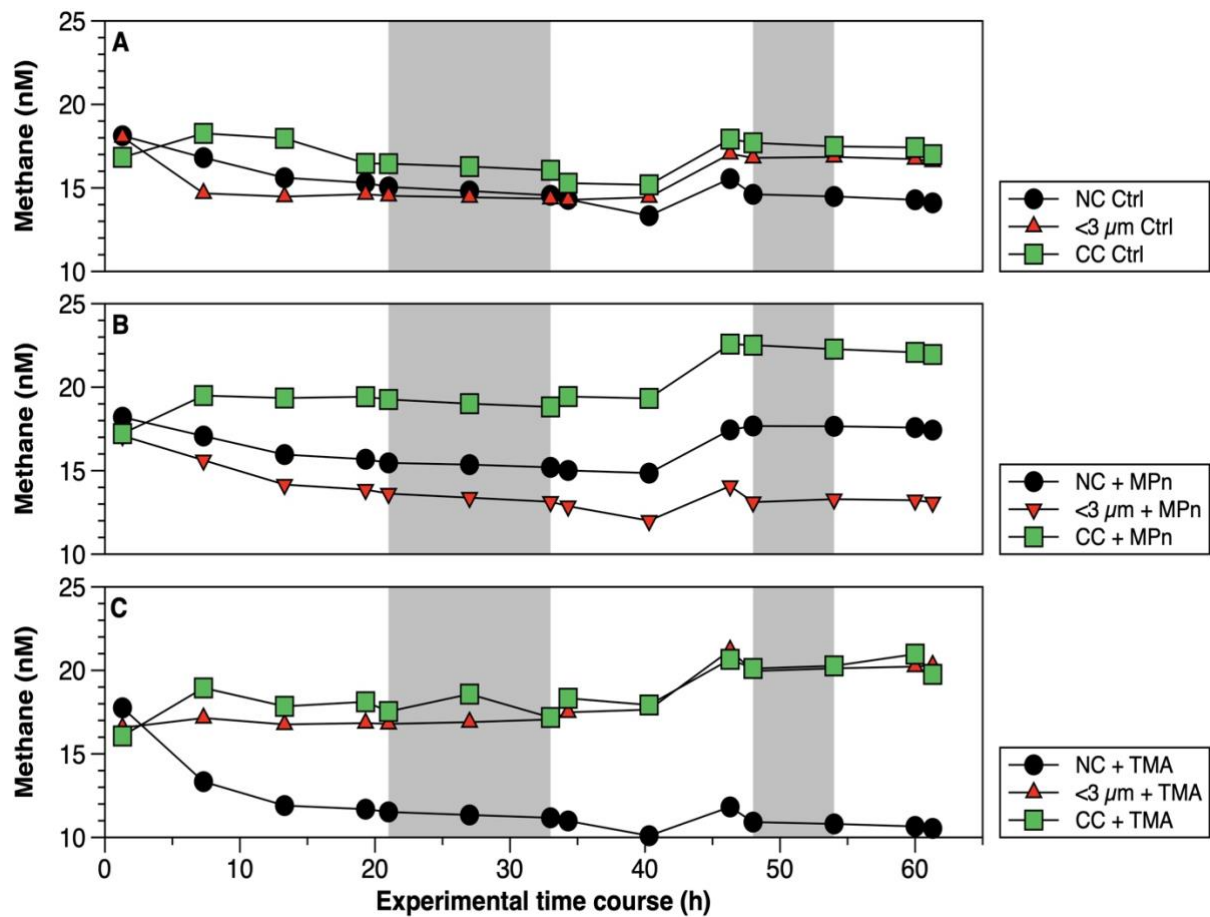 25
20
15
10
Methane (nM)
A
NC Ctrl
<3 µm Ctrl
CC Ctrl
25
20
15
10
Methane (nM)
B
NC + MPn
<3 µm + MPn
CC + MPn
25
20
15
10
Methane (nM)
C
NC + TMA
<3 µm + TMA
CC + TMA
0 10 20 30 40 50 60
Experimental time course (h)